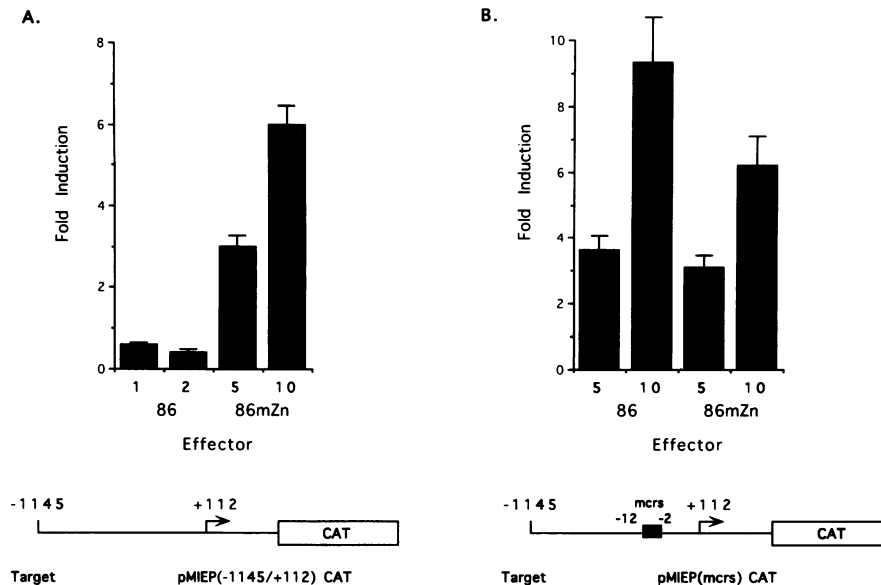 A.
8
6
4
2
0
Fold Induction
1 2 5 10
86 86mZn
Effector
-1145 +112
CAT
Target pMIEP(-1145/+112) CAT
B.
10
8
6
4
2
0
Fold Induction
5 10 5 10
86 86mZn
Effector
-1145 mcrs +112
-12 -2
CAT
Target pMIEP(mcrs) CAT